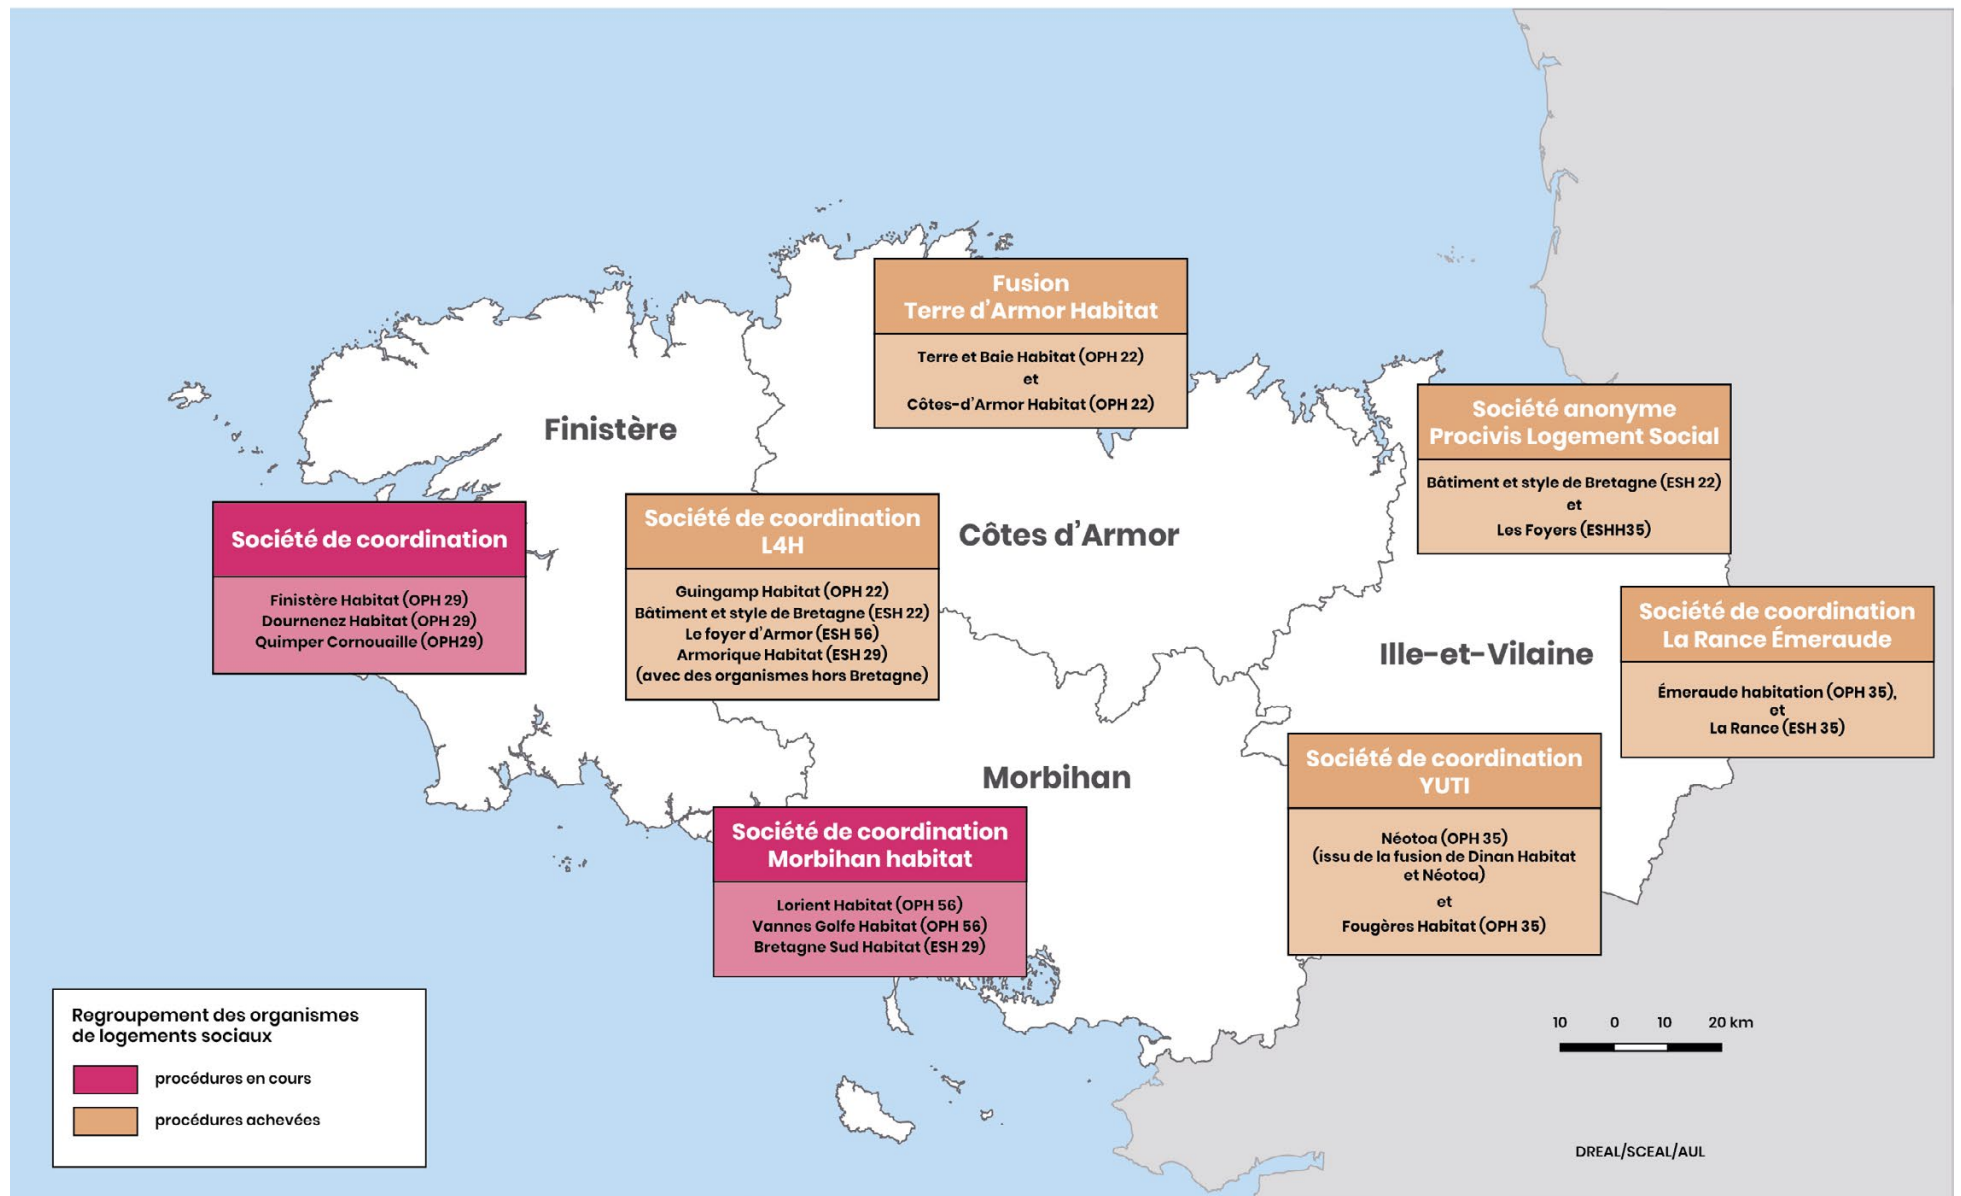 Fusion
Terre d'Armor Habitat
Terre et Baie Habitat (OPH 22)
et
Côtes-d'Armor Habitat (OPH 22)
Finistère
Société anonyme
Procivis Logement Social
Bâtiment et style de Bretagne (ESH 22)
et
Les Foyers (ESHH35)
Société de coordination
Finistère Habitat (OPH 29)
Dournenez Habitat (OPH 29)
Quimper Cornouaille (OPH29)
Société de coordination
L4H
Guingamp Habitat (OPH 22)
Bâtiment et style de Bretagne (ESH 22)
Le foyer d'Armor (ESH 56)
Armorique Habitat (ESH 29)
(avec des organismes hors Bretagne)
Côtes d'Armor
Ille-et-Vilaine
Société de coordination
La Rance Émeraude
Émeraude habitation (OPH 35),
et
La Rance (ESH 35)
Morbihan
Société de coordination
YUTI
Néotoa (OPH 35)
(issu de la fusion de Dinan Habitat
et Néotoa)
et
Fougères Habitat (OPH 35)
Société de coordination
Morbihan habitat
Lorient Habitat (OPH 56)
Vannes Golfe Habitat (OPH 56)
Bretagne Sud Habitat (ESH 29)
Regroupement des organismes
de logements sociaux
procédures en cours
procédures achevées
10 0 10 20 km
DREAL/SCEAL/AUL